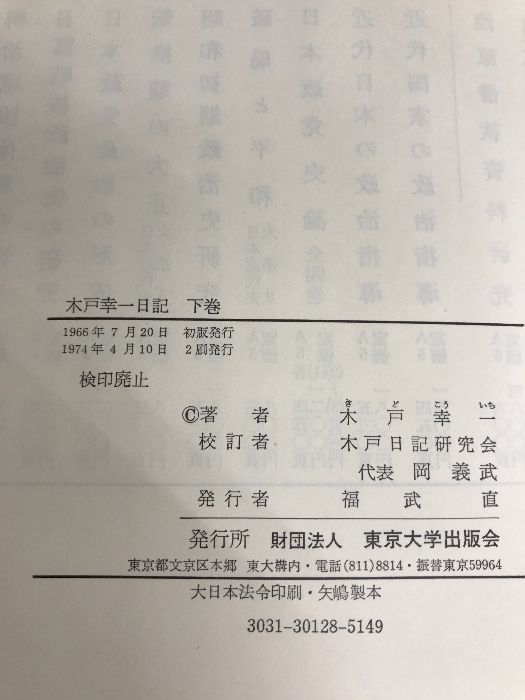 木戸幸一日記 下巻
1966年7月20日 初版発行
1974年4月10日 2刷発行
検印廃止
©著者 木戸幸一
きどこういち
校訂者 木戸日記研究会
代表 岡義武
発行者 福武直
発行所 財団法人 東京大学出版会
東京都文京区本郷 東大構内・電話(811)8814・振替東京59964
大日本法令印刷・矢嶋製本
3031-30128-5149